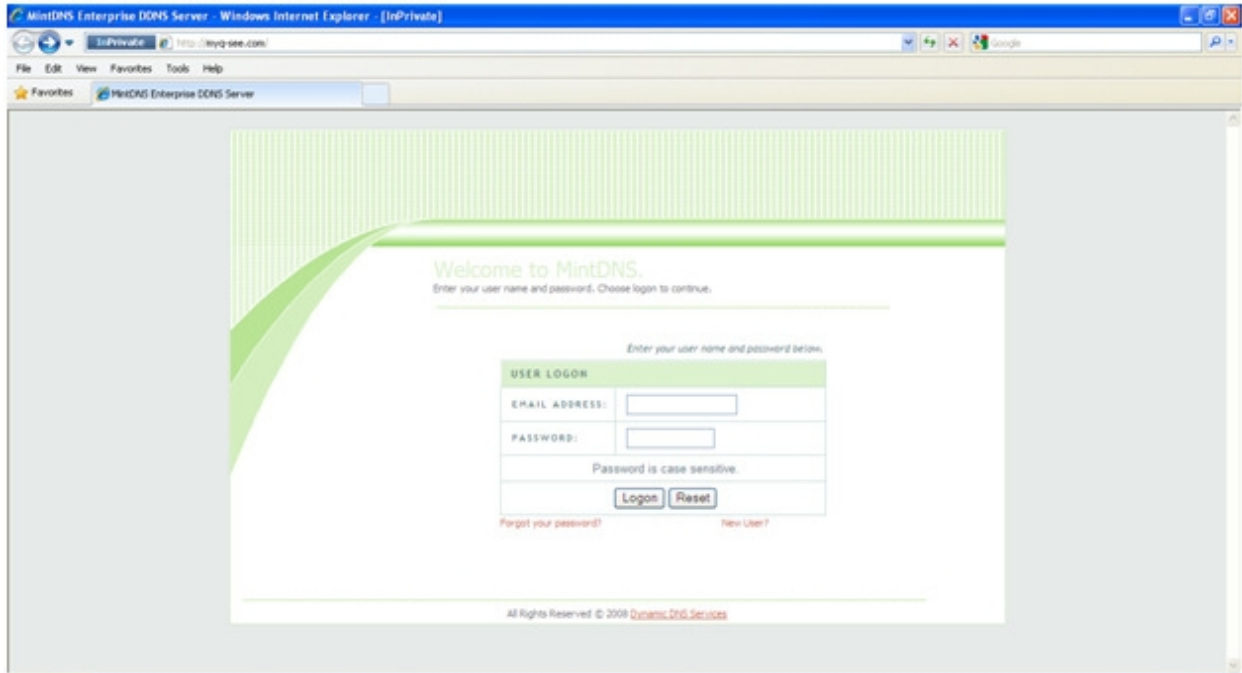 MintDNS Enterprise DDNS Server - Windows Internet Explorer - [InPrivate]
InPrivate http://myq-see.com/ Google
File Edit View Favorites Tools Help
Favorites MintDNS Enterprise DDNS Server
Welcome to MintDNS.
Enter your user name and password. Choose logon to continue.
Enter your user name and password below.
USER LOGON
EMAIL ADDRESS:
PASSWORD:
Password is case sensitive.
Logon Reset
Forgot your password? New User?
All Rights Reserved © 2008 Dynamic DNS Services